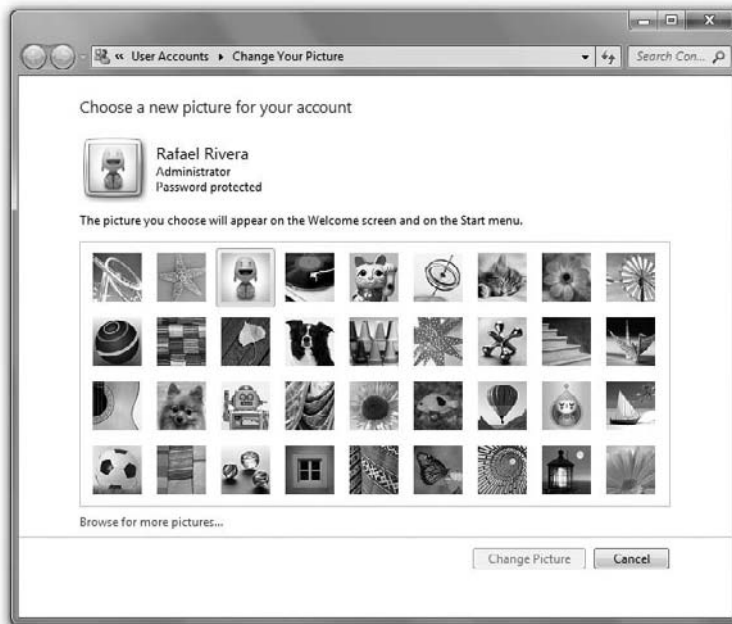 « User Accounts ▸ Change Your Picture
Search Con...
Choose a new picture for your account
Rafael Rivera
Administrator
Password protected
The picture you choose will appear on the Welcome screen and on the Start menu.
Browse for more pictures...
Change Picture
Cancel